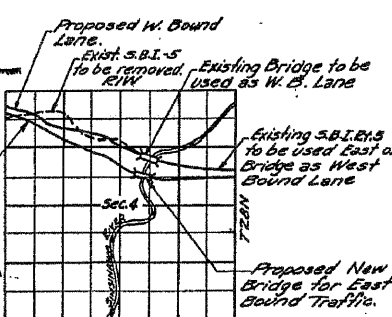 Proposed W. Bound
Lane.
Exist. S.B.I.-5
to be removed.
R/W
Existing Bridge to be
used as W. B. Lane
Existing S.B.I. Rt. 5
to be used East o
Bridge as West
Bound Lane
Sec. 4
T28N
Proposed New
Bridge for East
Bound Traffic.